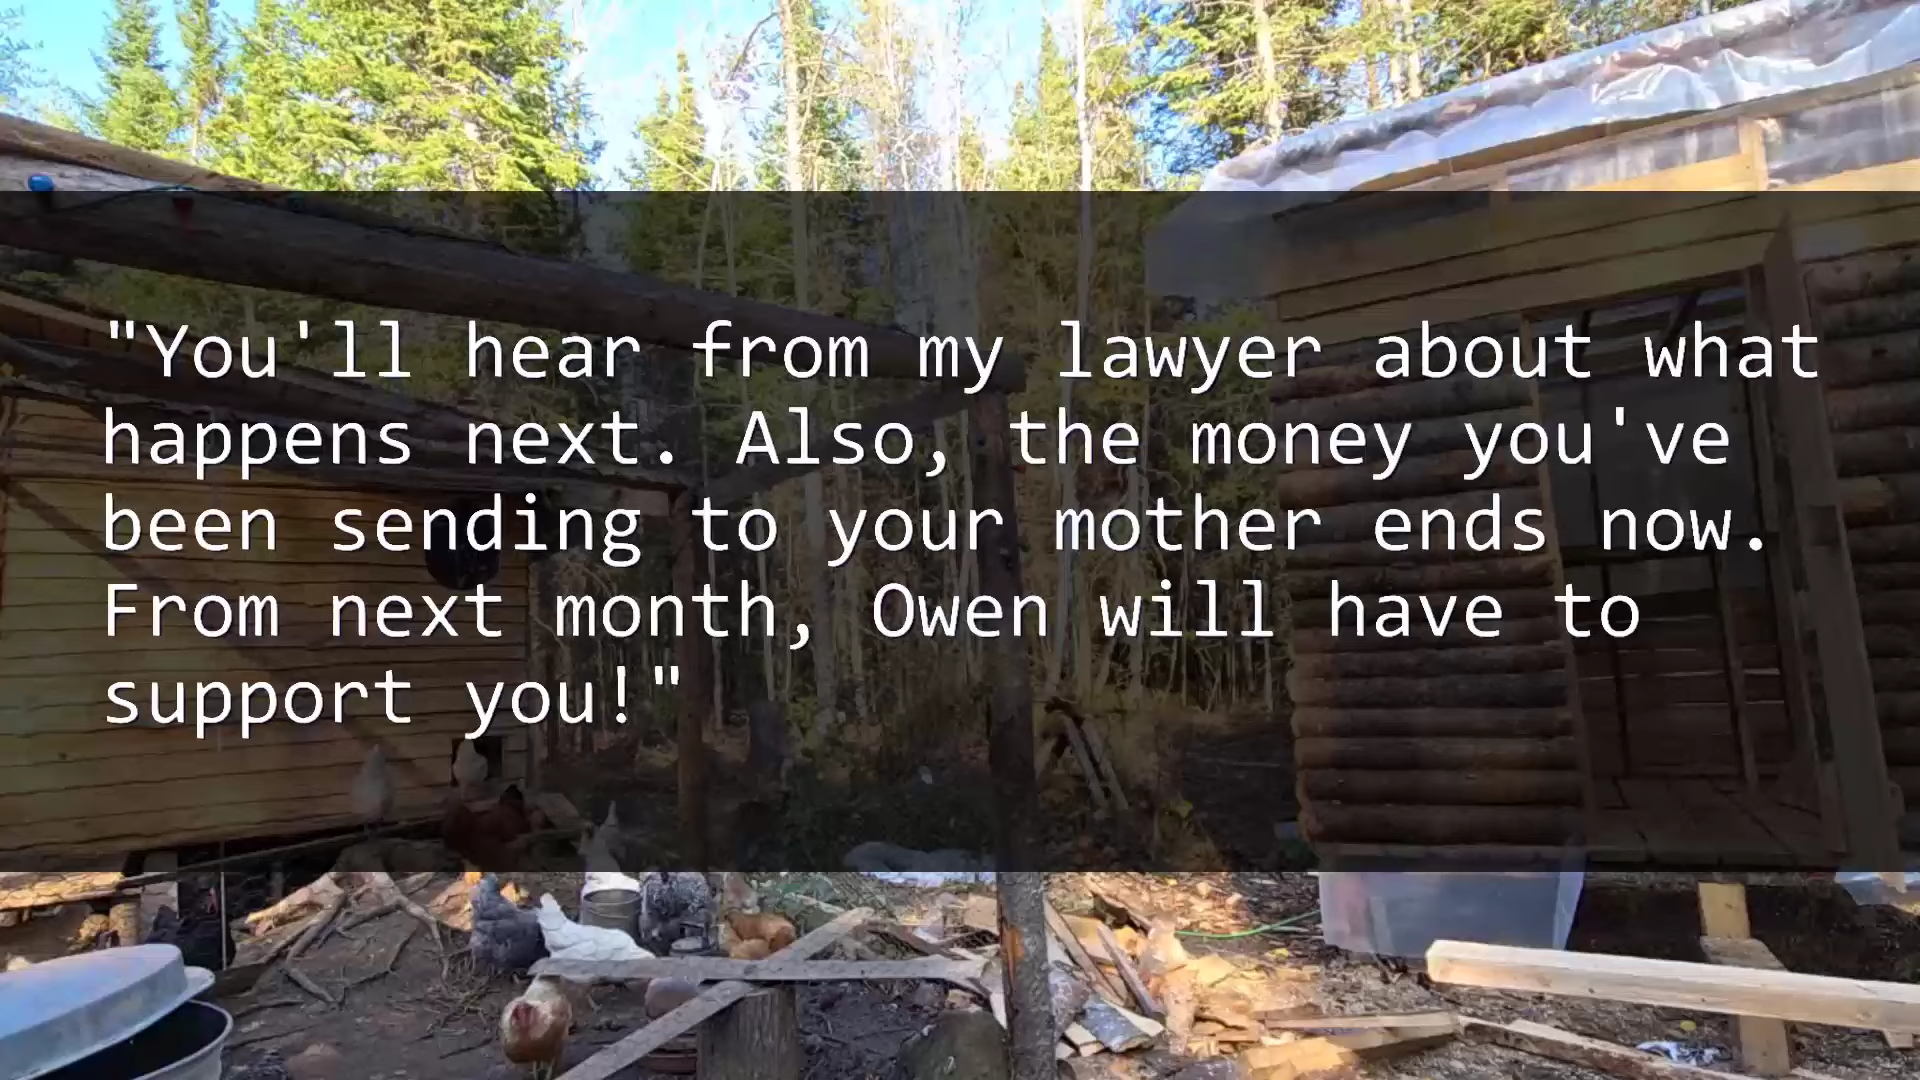 "You'll hear from my lawyer about what
happens next. Also, the money you've
been sending to your mother ends now.
From next month, Owen will have to
support you!"